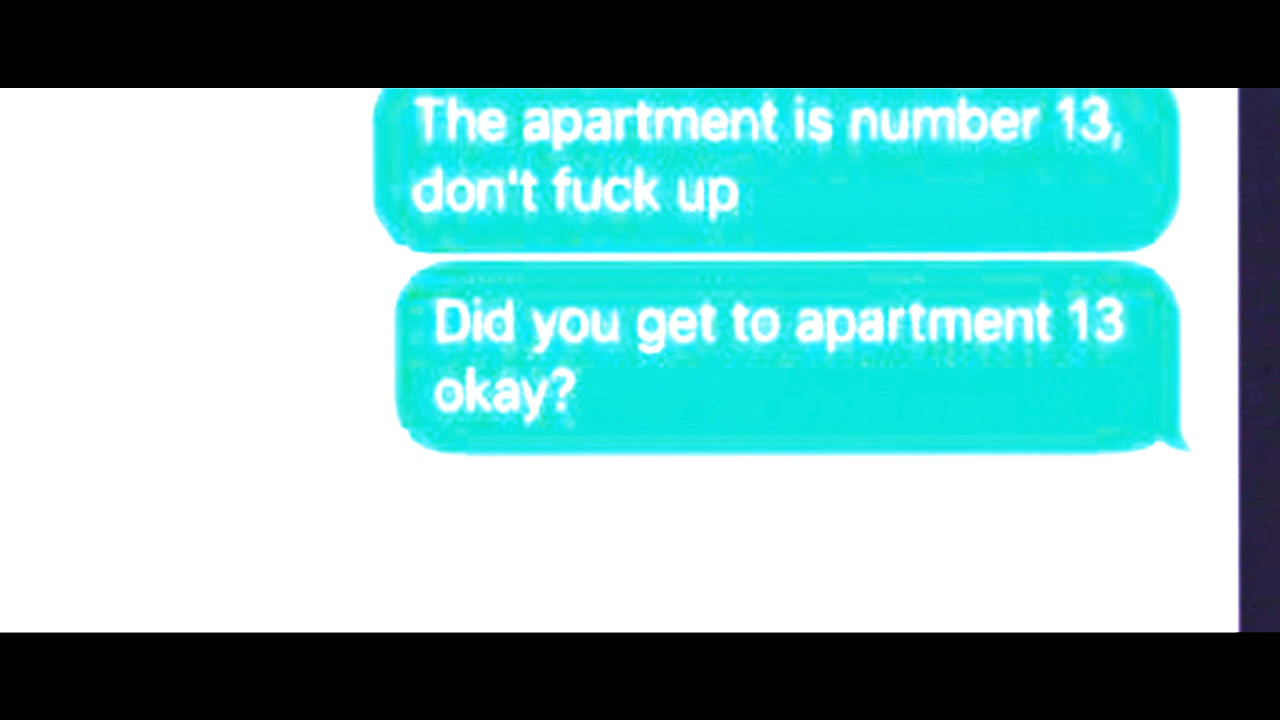 The apartment is number 13,
don't fuck up
Did you get to apartment 13
okay?